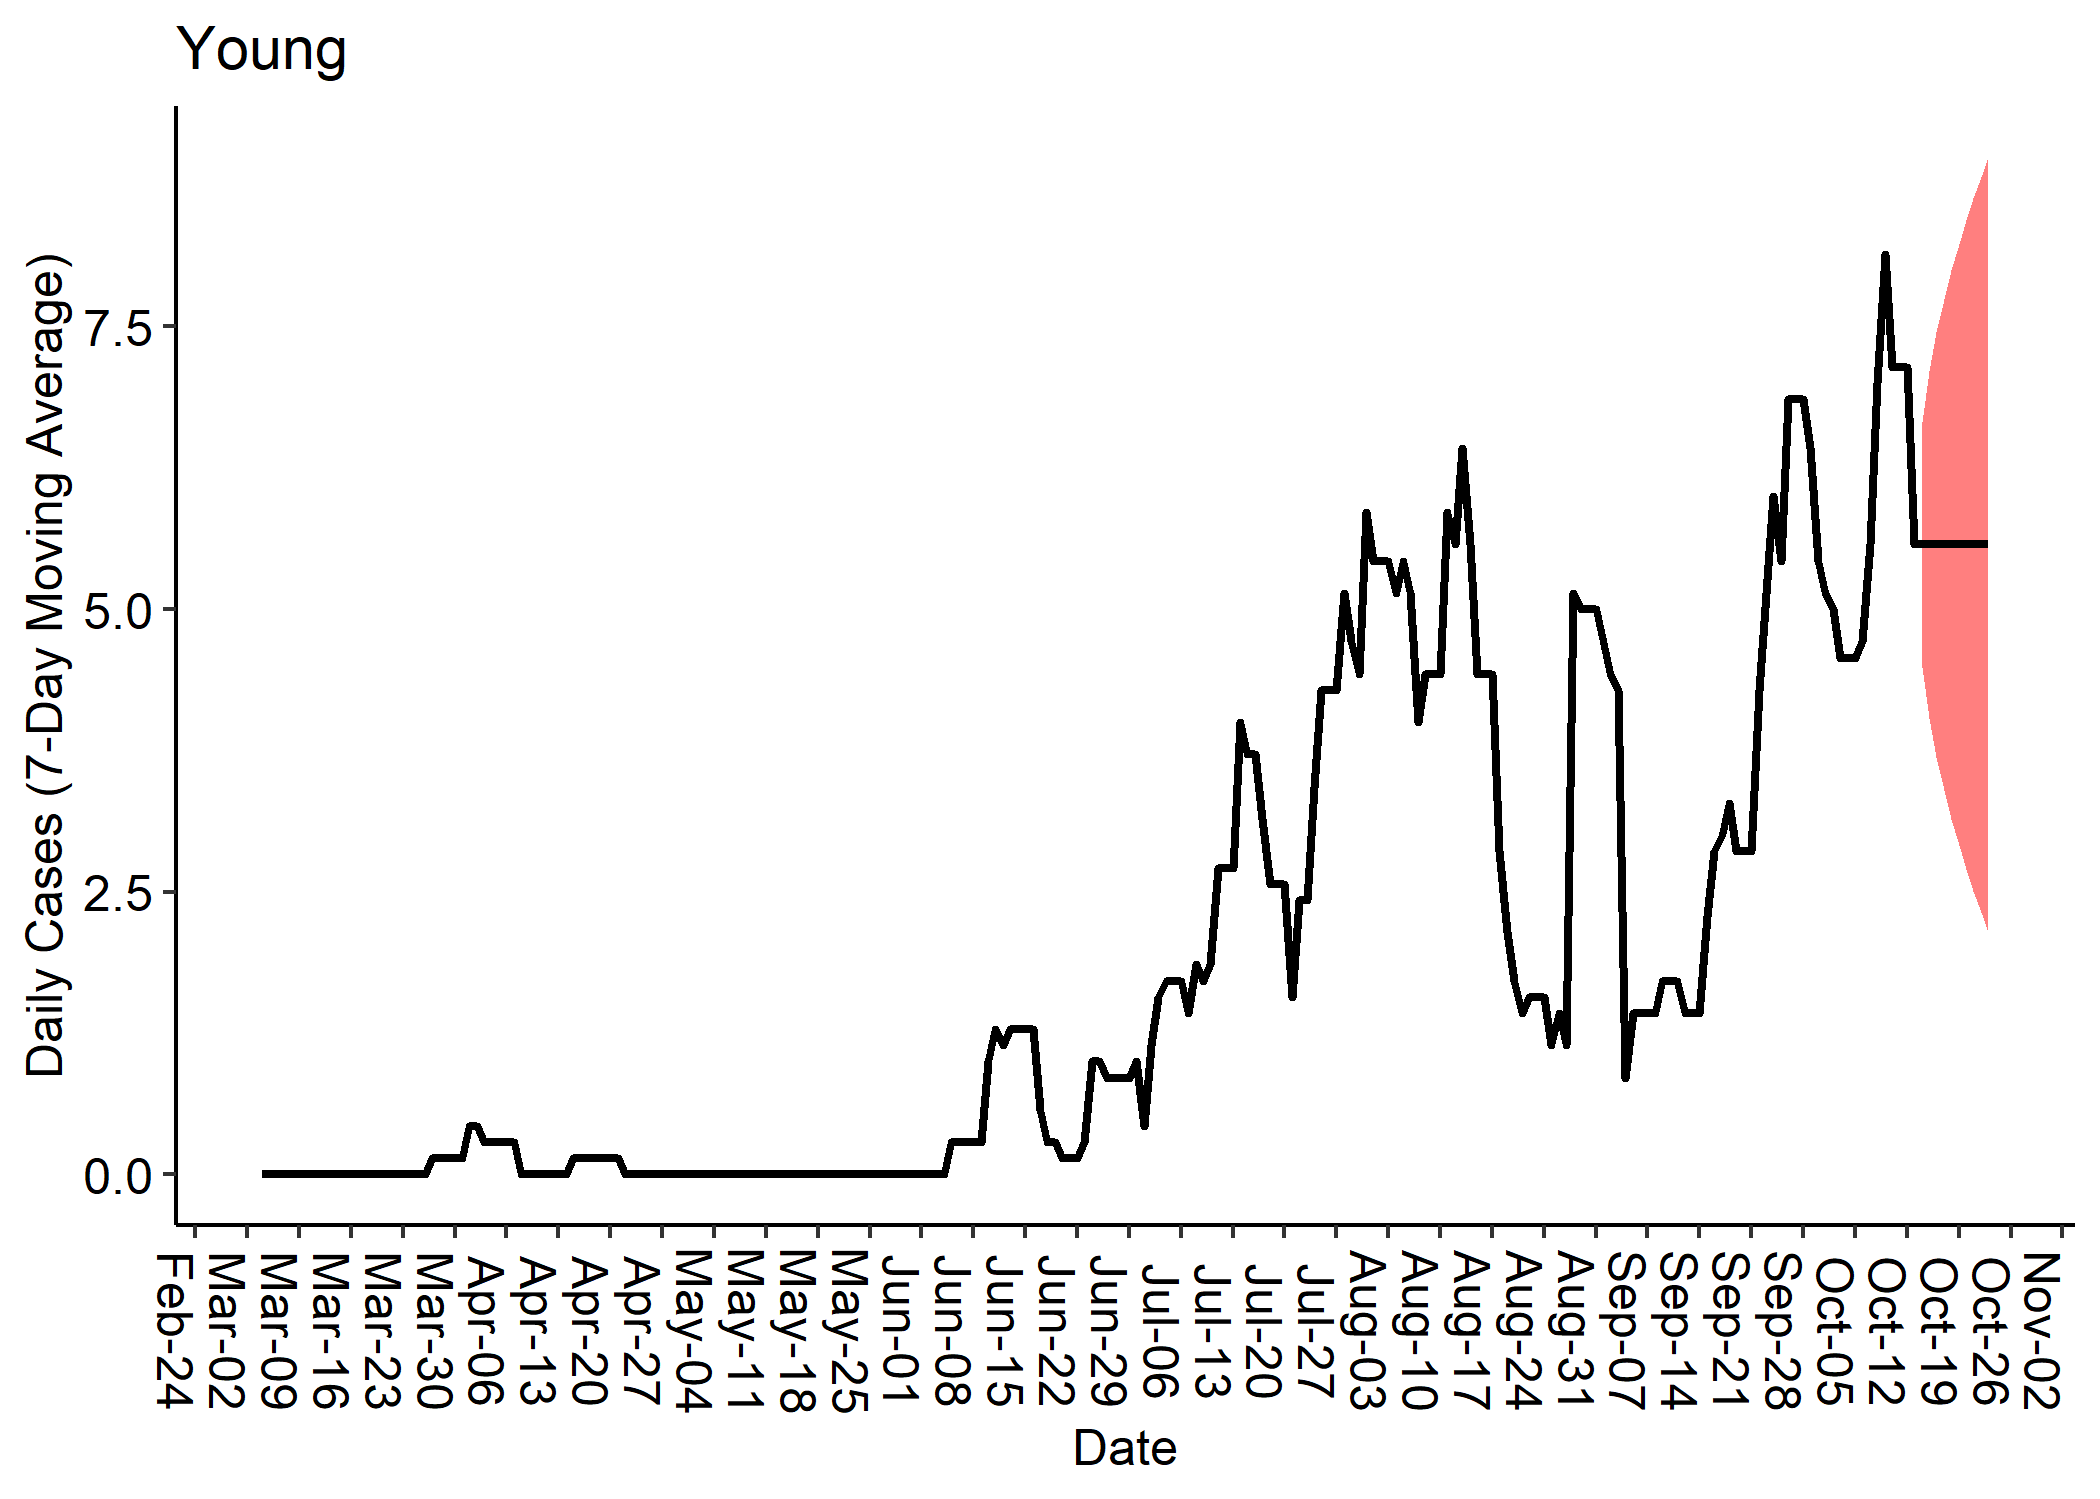 Young
Daily Cases (7-Day Moving Average)
7.5
5.0
2.5
0.0
Feb-24
Mar-02
Mar-09
Mar-16
Mar-23
Mar-30
Apr-06
Apr-13
Apr-20
Apr-27
May-04
May-11
May-18
May-25
Jun-01
Jun-08
Jun-15
Jun-22
Jun-29
Jul-06
Jul-13
Jul-20
Jul-27
Aug-03
Aug-10
Aug-17
Aug-24
Aug-31
Sep-07
Sep-14
Sep-21
Sep-28
Oct-05
Oct-12
Oct-19
Oct-26
Nov-02
Date